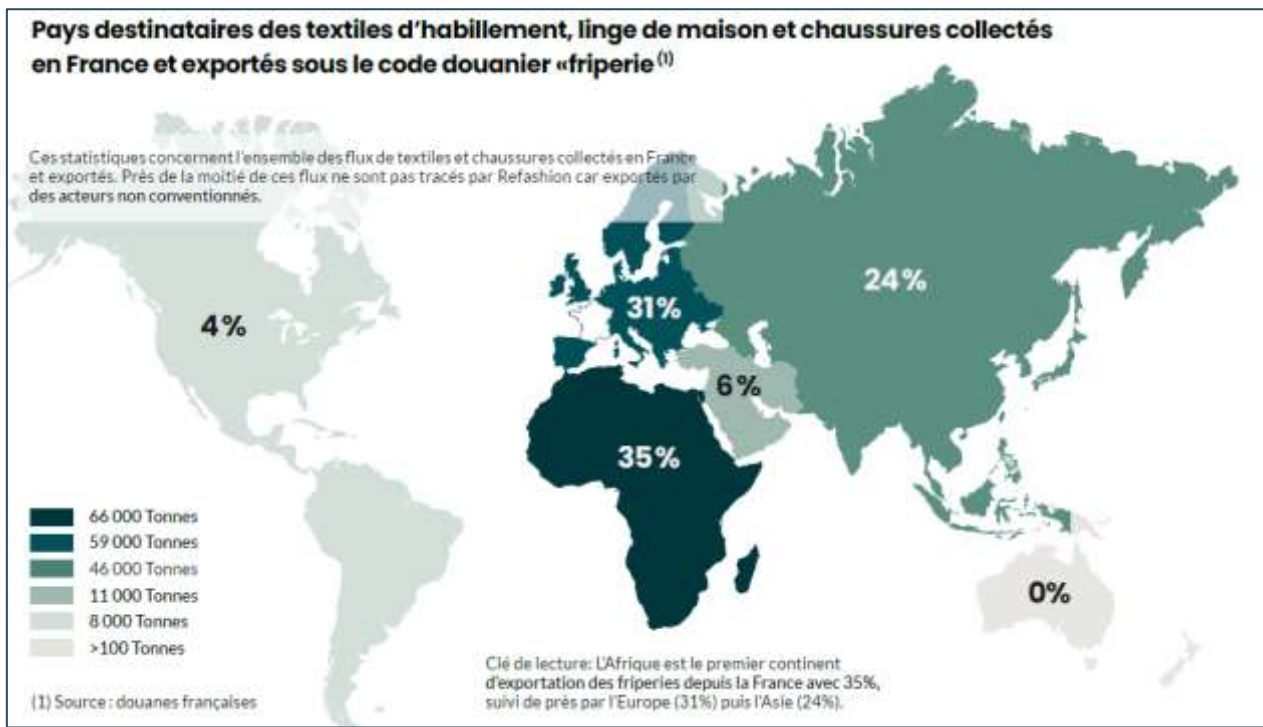 Pays destinataires des textiles d'habillement, linge de maison et chaussures collectés
en France et exportés sous le code douanier «friperie (1)
Ces statistiques concernent l'ensemble des flux de textiles et chaussures collectés en France
et exportés. Près de la moitié de ces flux ne sont pas tracés par Refashion car exportés par
des acteurs non conventionnés.
24%
31%
4%
6%
35%
0%
66 000 Tonnes
59 000 Tonnes
46 000 Tonnes
11 000 Tonnes
8 000 Tonnes
>100 Tonnes
Clé de lecture: L'Afrique est le premier continent
d'exportation des friperies depuis la France avec 35%,
suivi de près par l'Europe (31%) puis l'Asie (24%).
(1) Source : douanes françaises